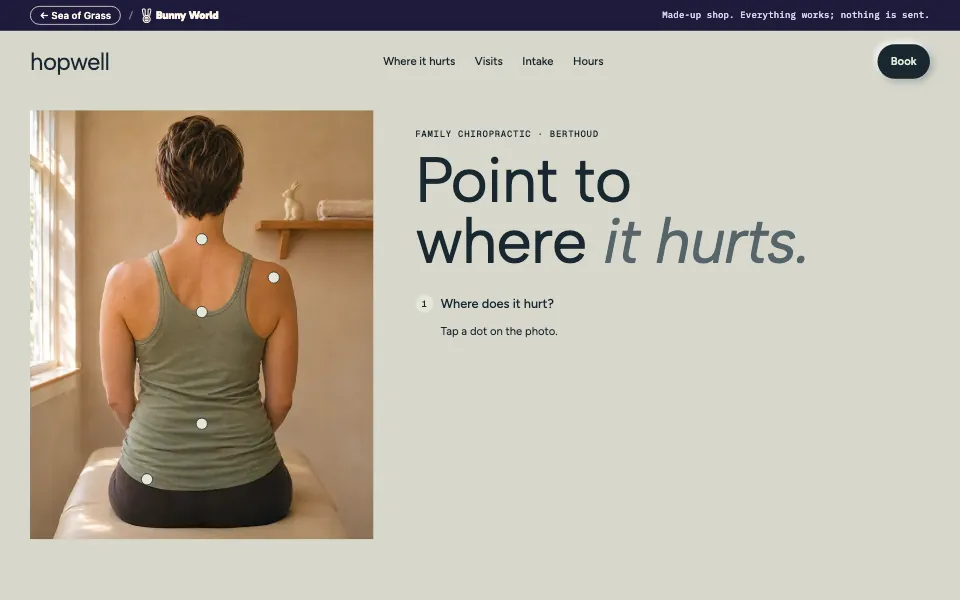 ← Sea of Grass / Bunny World
Made-up shop. Everything works; nothing is sent.
hopwell
Where it hurts Visits Intake Hours
Book
FAMILY CHIROPRACTIC · BERTHOUD
Point to
where it hurts.
1 Where does it hurt?
Tap a dot on the photo.